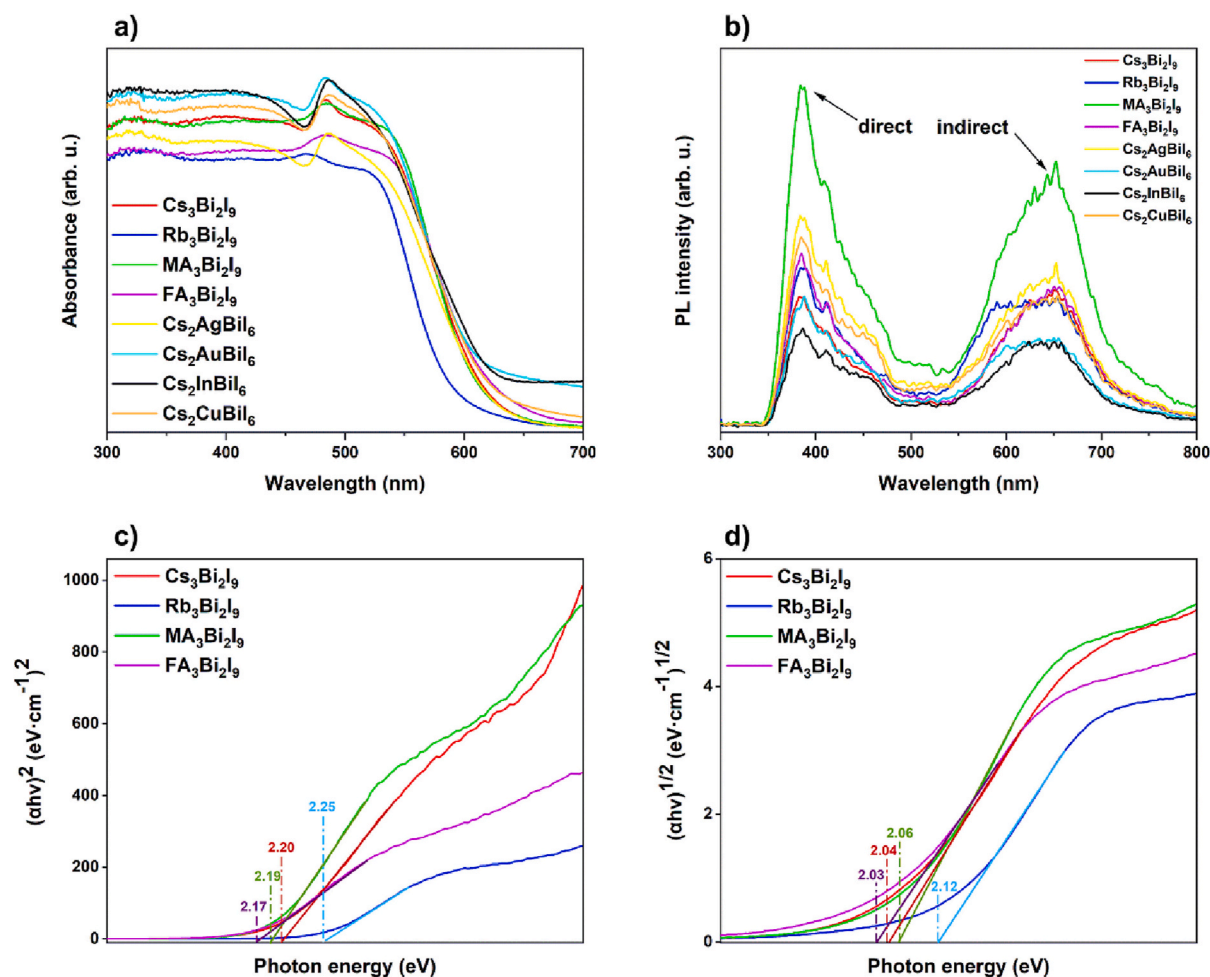 a)
Absorbance (arb. u.)
Cs₃Bi₂I₉
Rb₃Bi₂I₉
MA₃Bi₂I₉
FA₃Bi₂I₉
Cs₂AgBiI₆
Cs₂AuBiI₆
Cs₂InBiI₆
Cs₂CuBiI₆
300 400 500 600 700
Wavelength (nm)
b)
PL intensity (arb. u.)
direct
indirect
Cs₃Bi₂I₉
Rb₃Bi₂I₉
MA₃Bi₂I₉
FA₃Bi₂I₉
Cs₂AgBiI₆
Cs₂AuBiI₆
Cs₂InBiI₆
Cs₂CuBiI₆
300 400 500 600 700 800
Wavelength (nm)
c)
(αhν)² (eV·cm⁻¹)²
1000
800
600
400
200
0
Cs₃Bi₂I₉
Rb₃Bi₂I₉
MA₃Bi₂I₉
FA₃Bi₂I₉
2.25
2.20
2.19
2.17
Photon energy (eV)
d)
(αhν)¹/² (eV·cm⁻¹)¹/²
6
4
2
0
Cs₃Bi₂I₉
Rb₃Bi₂I₉
MA₃Bi₂I₉
FA₃Bi₂I₉
2.06
2.04
2.03
2.12
Photon energy (eV)